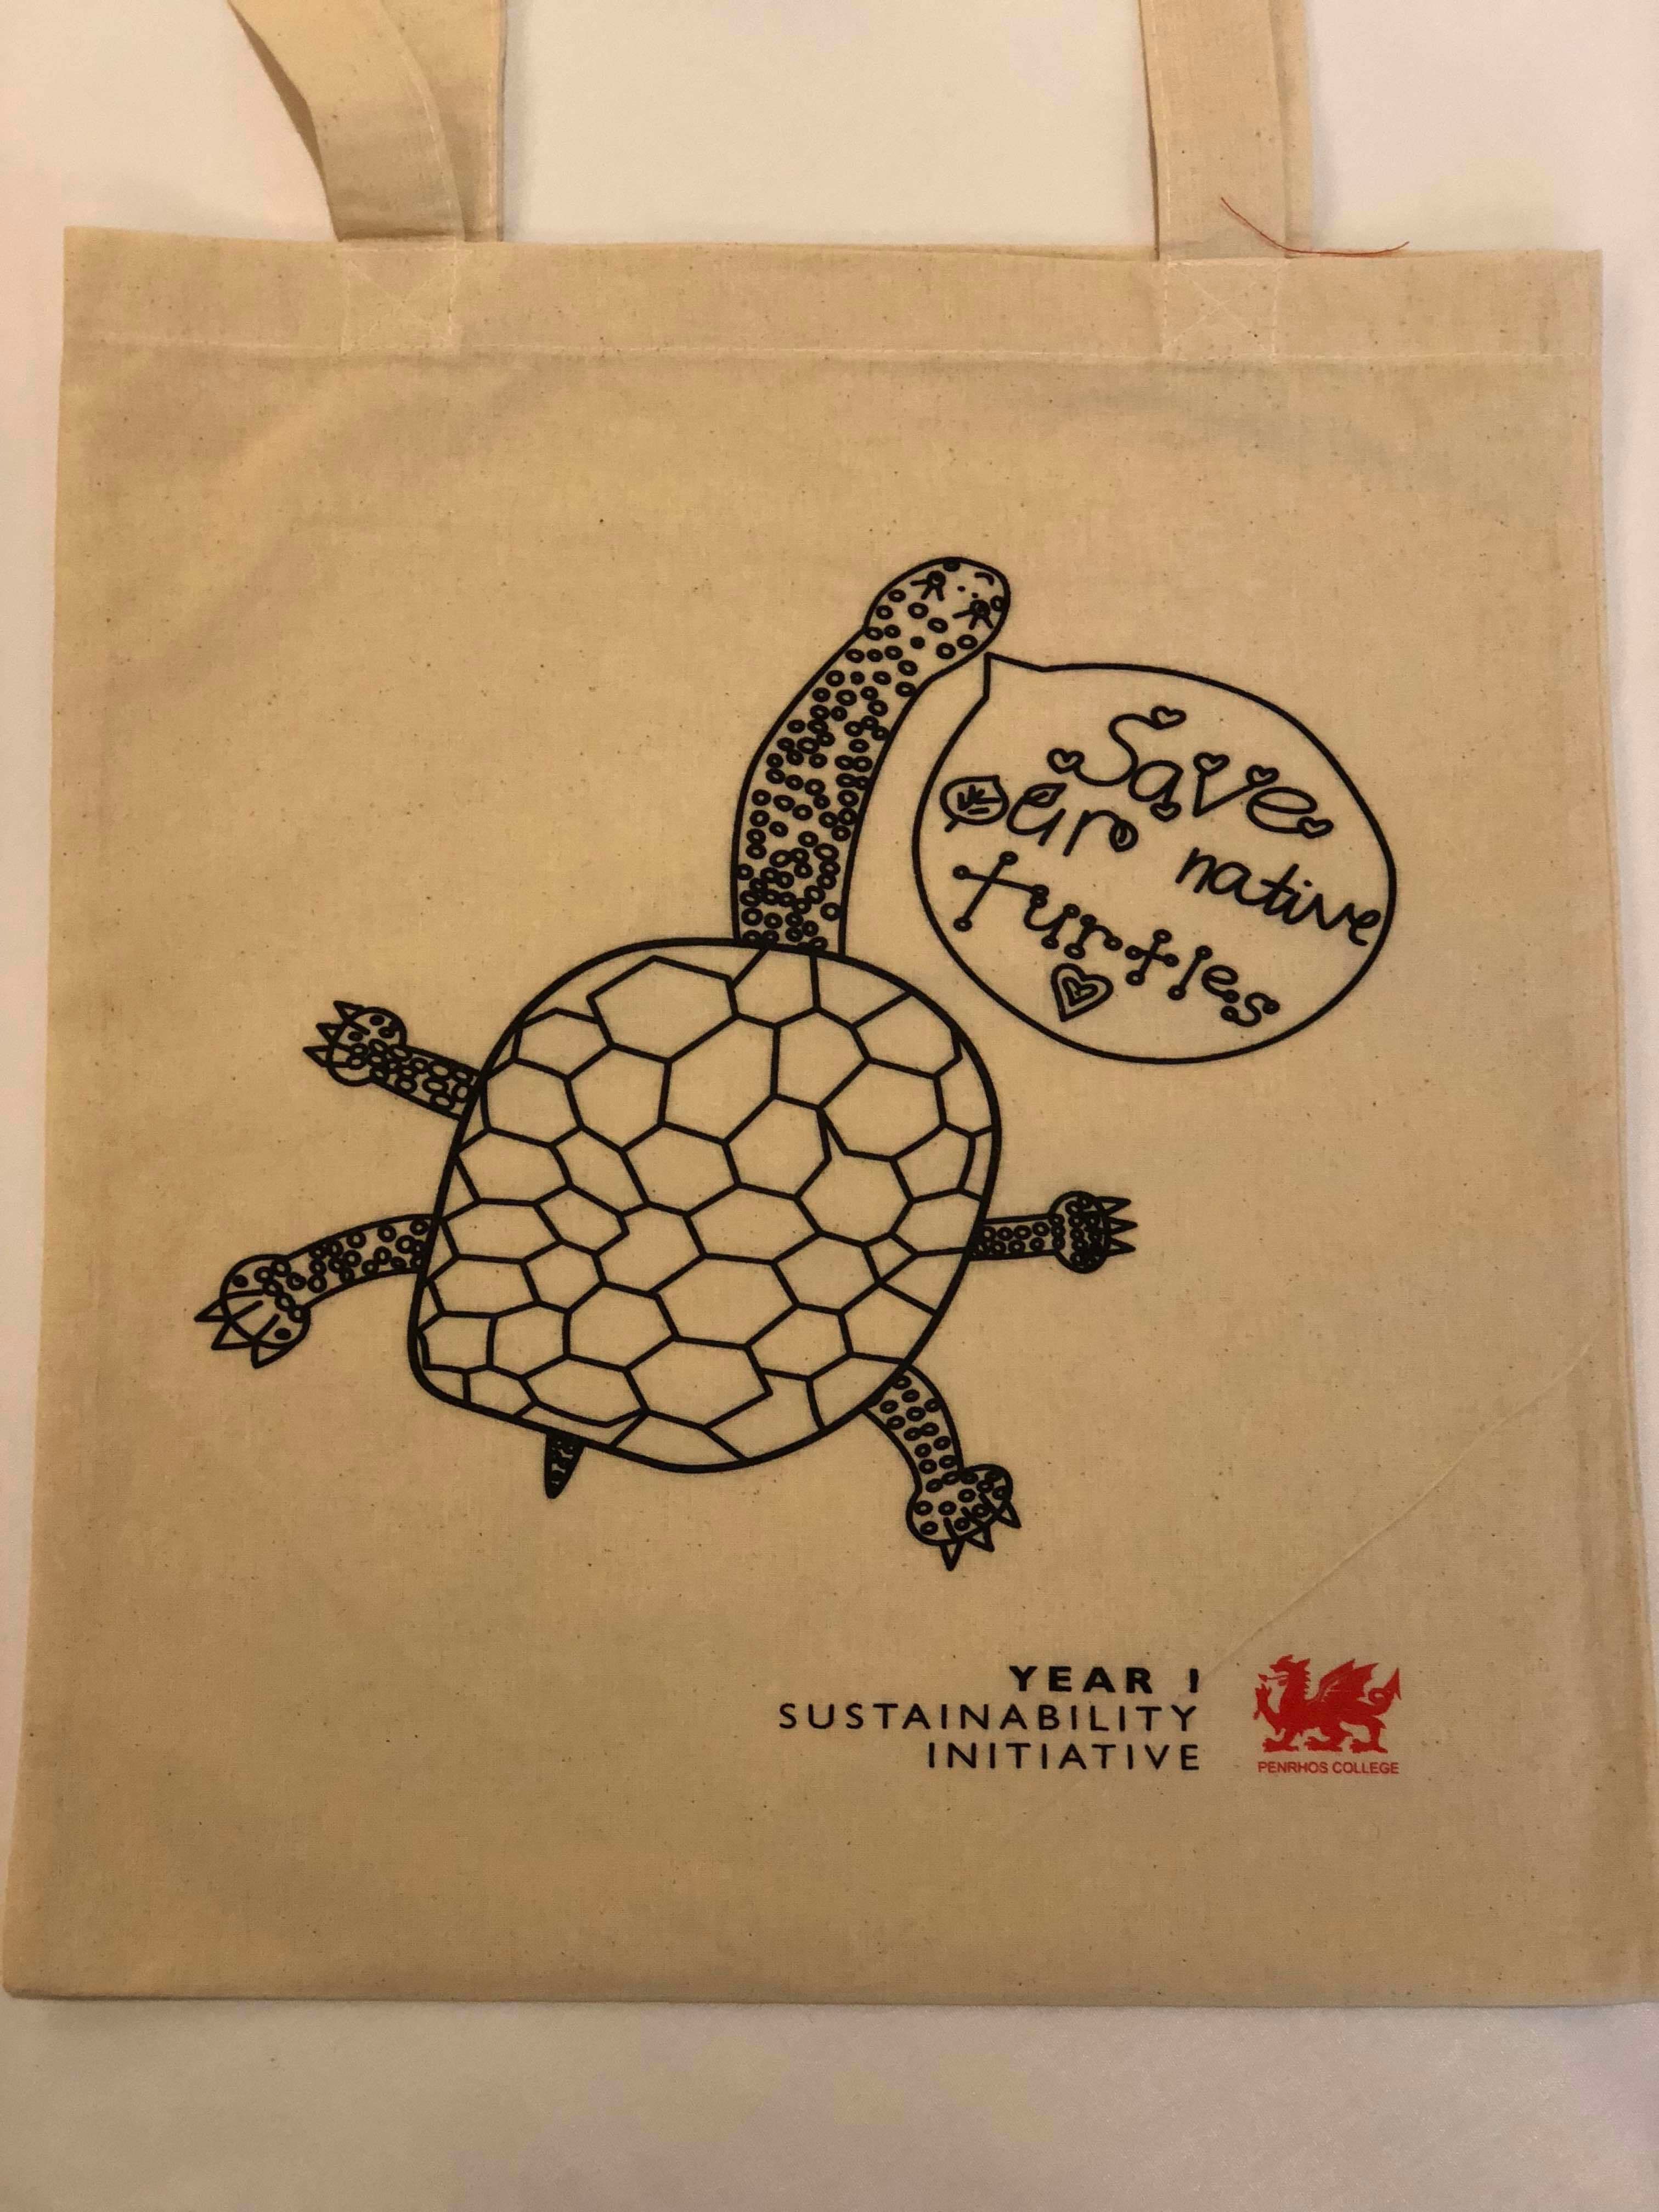 Save
our native
turtles
YEAR 1
SUSTAINABILITY
INITIATIVE
PENRHOS COLLEGE